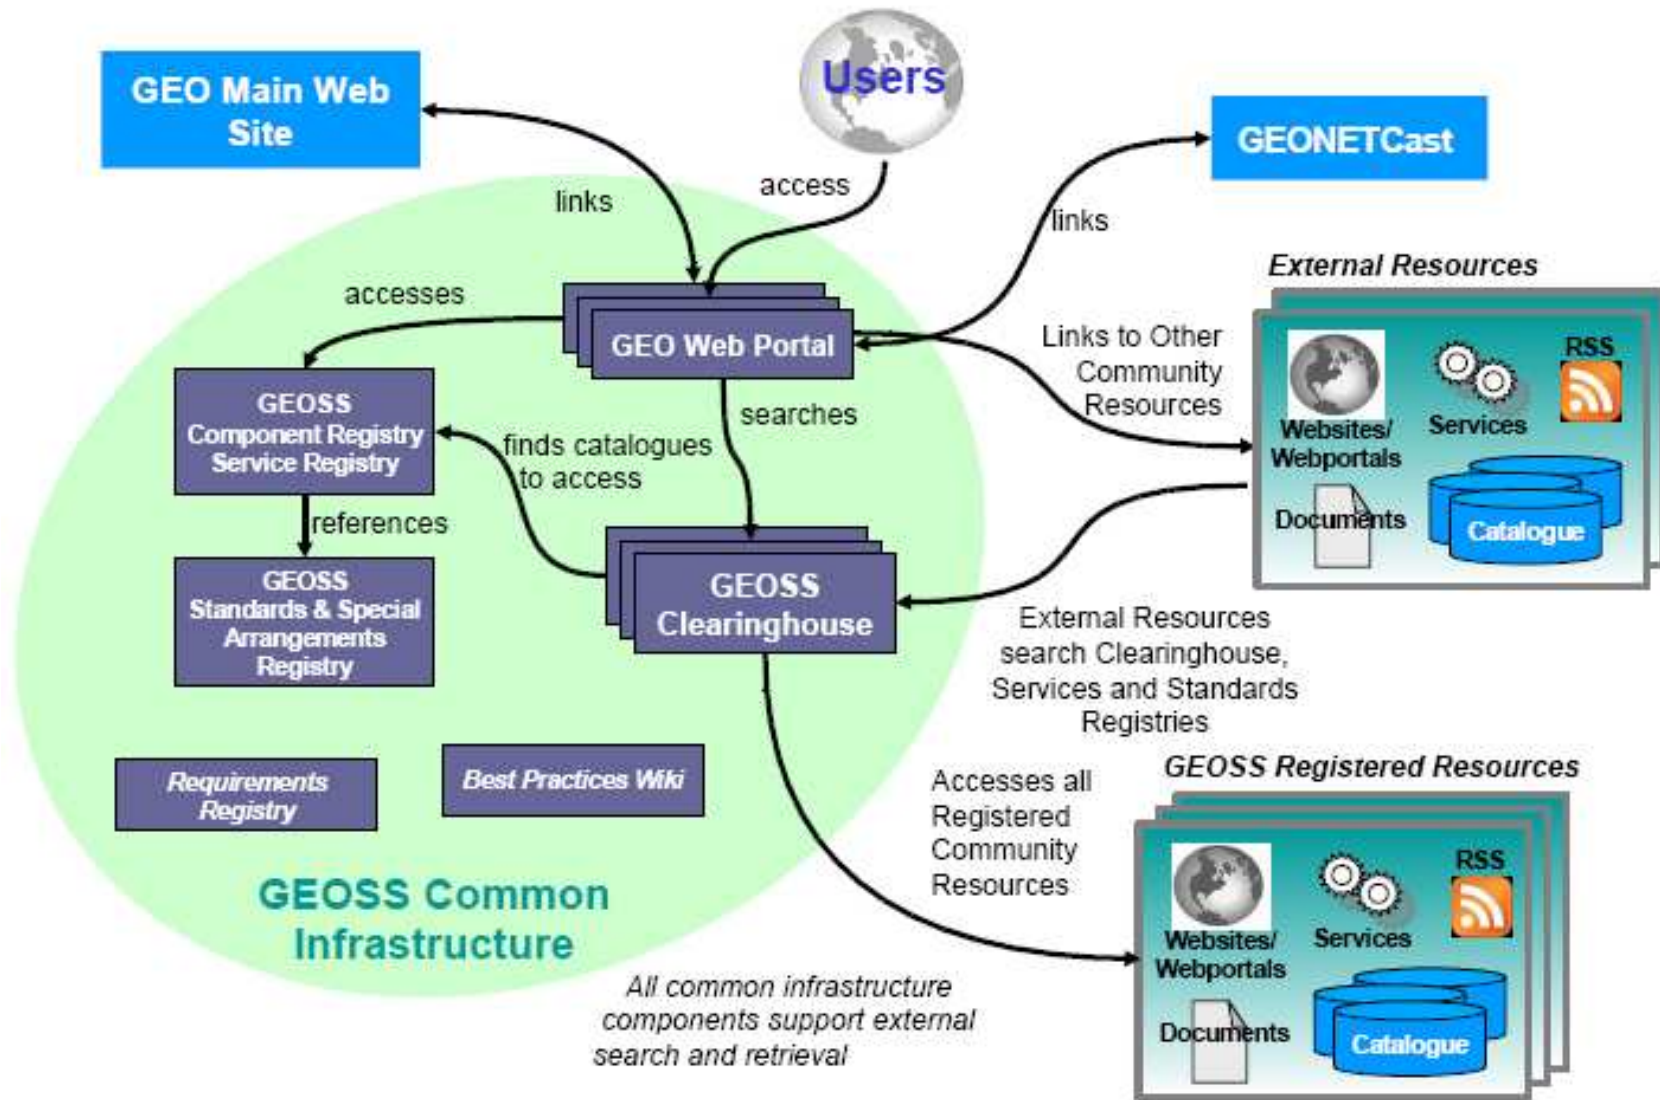 GEO Main Web
Site
Users
GEONETCast
links
access
links
External Resources
accesses
GEO Web Portal
Links to Other
Community
Resources
RSS
Services
Websites/
Webportals
Documents
Catalogue
GEOSS
Component Registry
Service Registry
searches
finds catalogues
to access
references
GEOSS
Standards & Special
Arrangements
Registry
GEOSS
Clearinghouse
External Resources
search Clearinghouse,
Services and Standards
Registries
Requirements
Registry
Best Practices Wiki
Accesses all
Registered
Community
Resources
GEOSS Registered Resources
RSS
Services
Websites/
Webportals
Documents
Catalogue
GEOSS Common
Infrastructure
All common infrastructure
components support external
search and retrieval